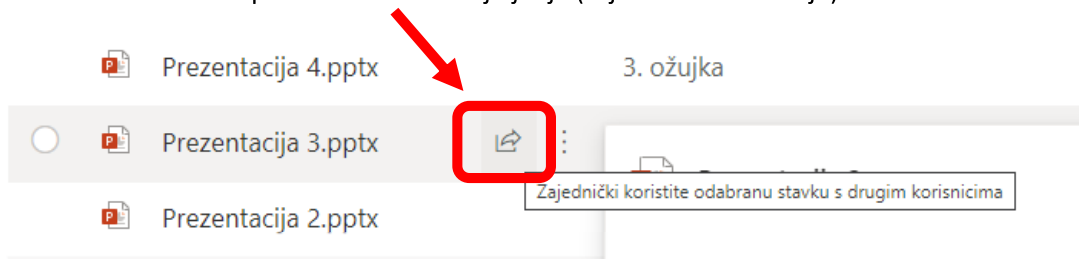 Prezentacija 4.pptx 3. ožujka
Prezentacija 3.pptx
Zajednički koristite odabranu stavku s drugim korisnicima
Prezentacija 2.pptx